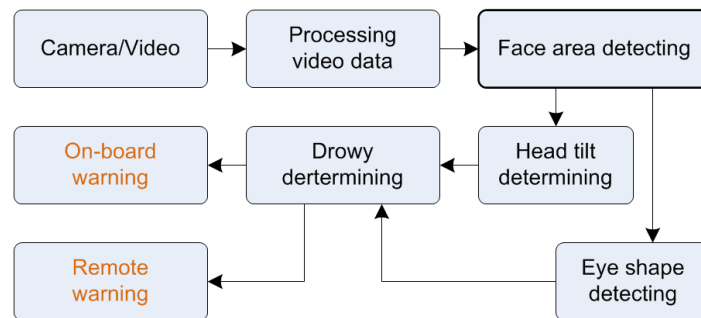 Camera/Video
Processing
video data
Face area detecting
On-board
warning
Drowy
dertermining
Head tilt
determining
Remote
warning
Eye shape
detecting